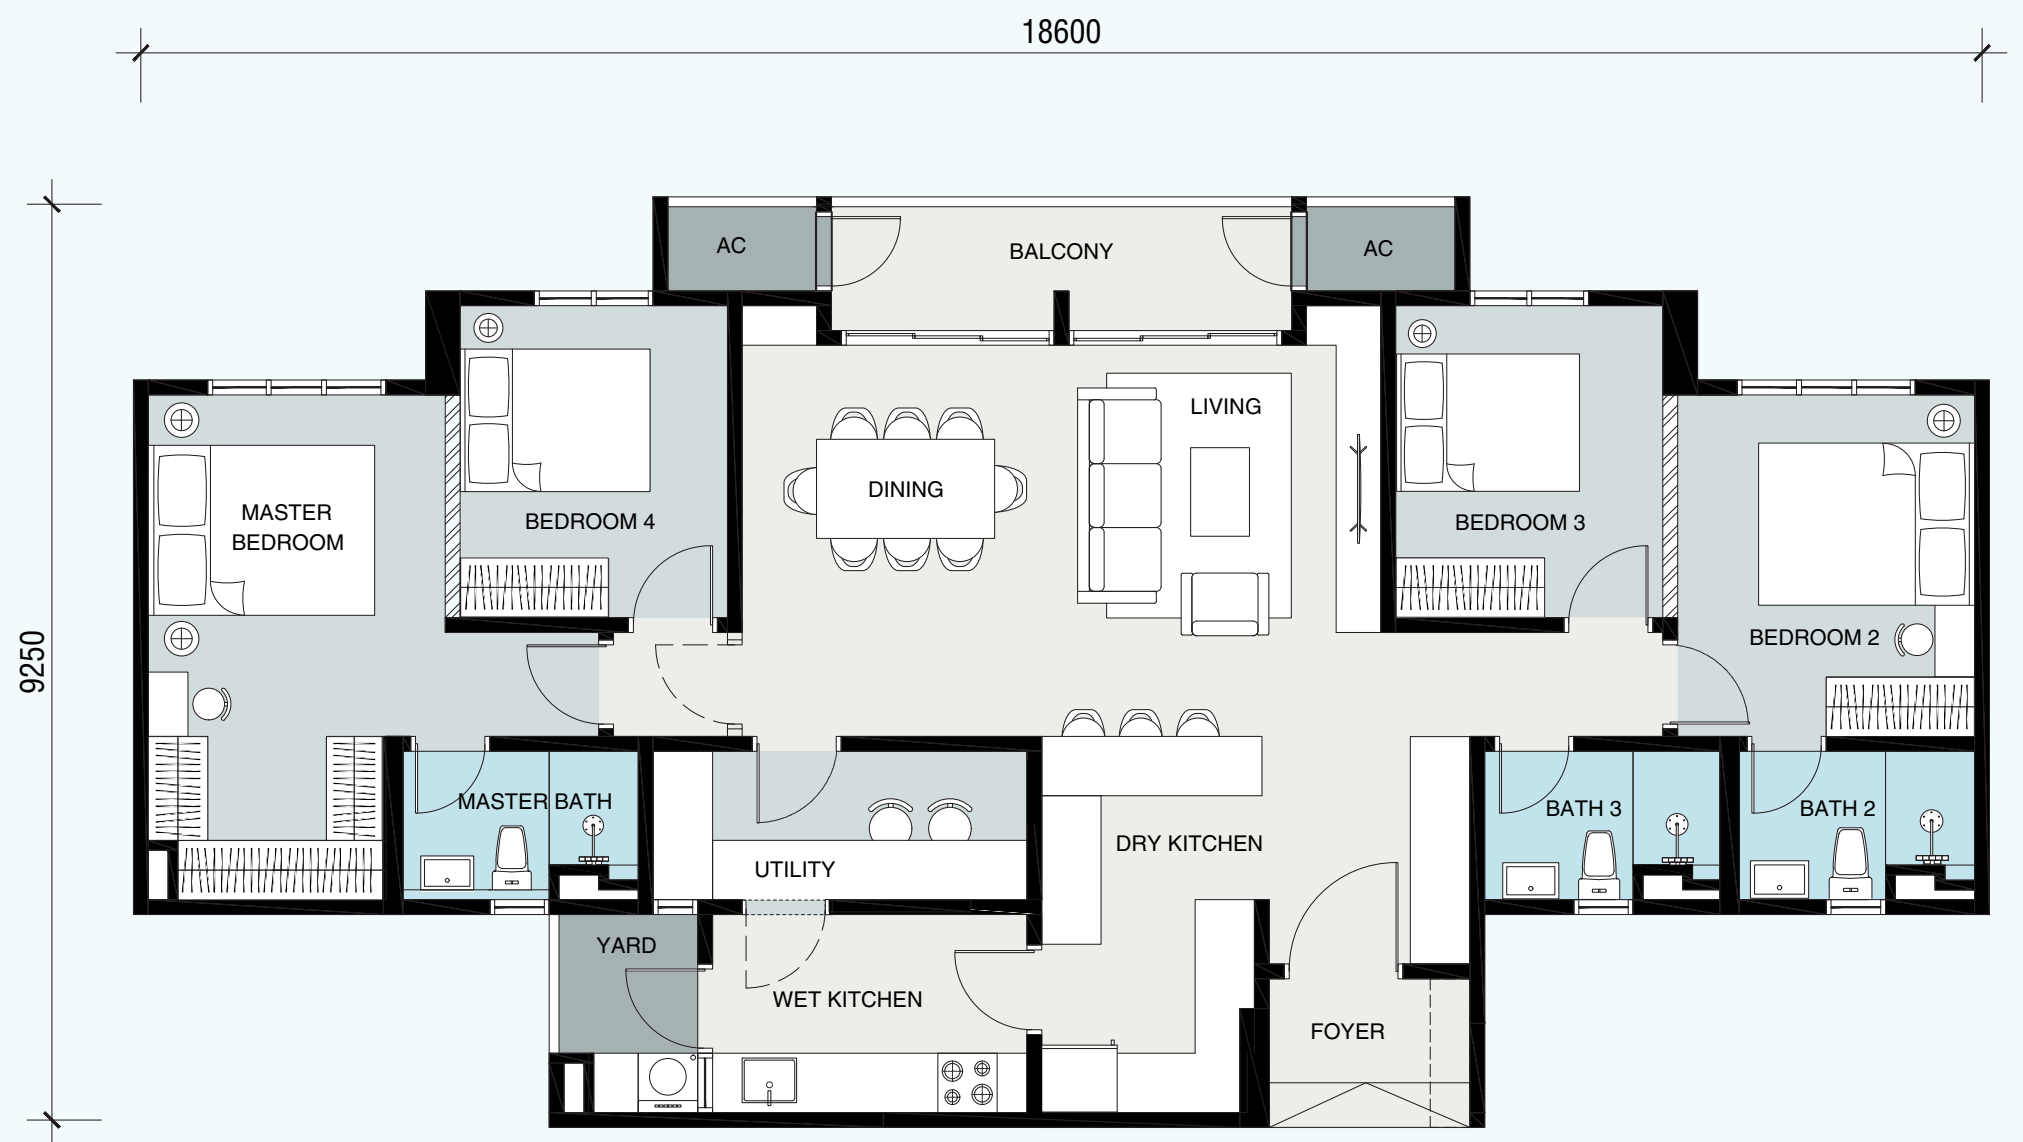 18600
AC
BALCONY
AC
LIVING
DINING
MASTER
BEDROOM
BEDROOM 4
BEDROOM 3
BEDROOM 2
9250
MASTER BATH
BATH 3
BATH 2
DRY KITCHEN
UTILITY
YARD
WET KITCHEN
FOYER